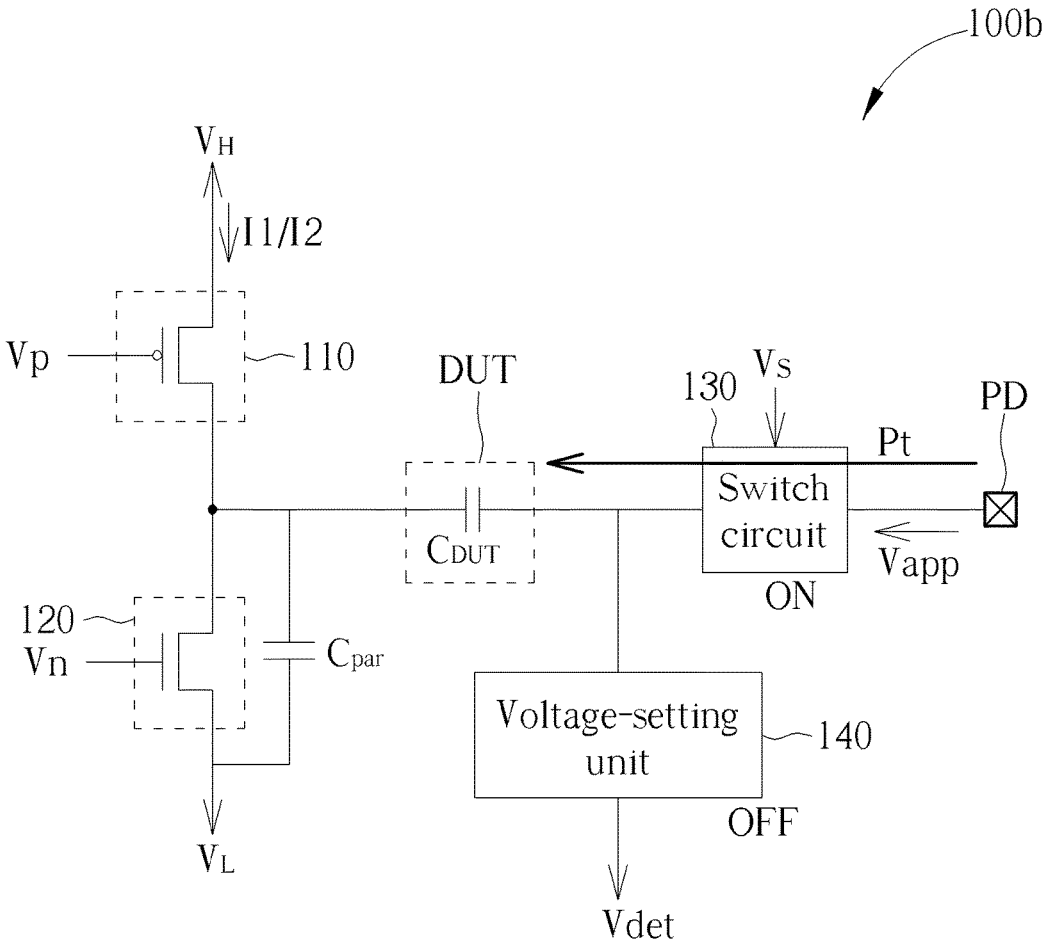 100b
VH
I1/I2
Vp
110
DUT
130
VS
PD
Pt
Switch
circuit
CDUT
Vapp
ON
120
Vn
Cpar
Voltage-setting
unit
140
OFF
VL
Vdet